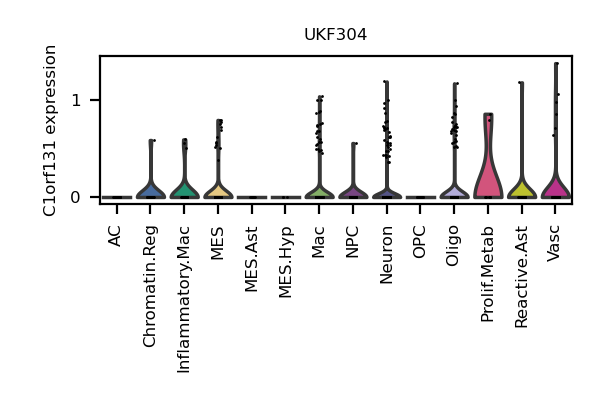 UKF304
C1orf131 expression
1
0
AC
Chromatin.Reg
Inflammatory.Mac
MES
MES.Ast
MES.Hyp
Mac
NPC
Neuron
OPC
Oligo
Prolif.Metab
Reactive.Ast
Vasc